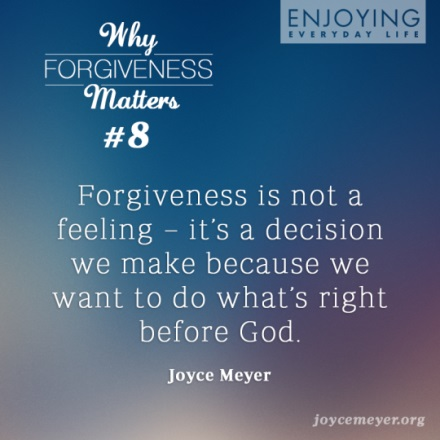 Why
FORGIVENESS
Matters
#8
ENJOYING
EVERYDAY LIFE
Forgiveness is not a
feeling – it’s a decision
we make because we
want to do what’s right
before God.
Joyce Meyer
joycemeyer.org